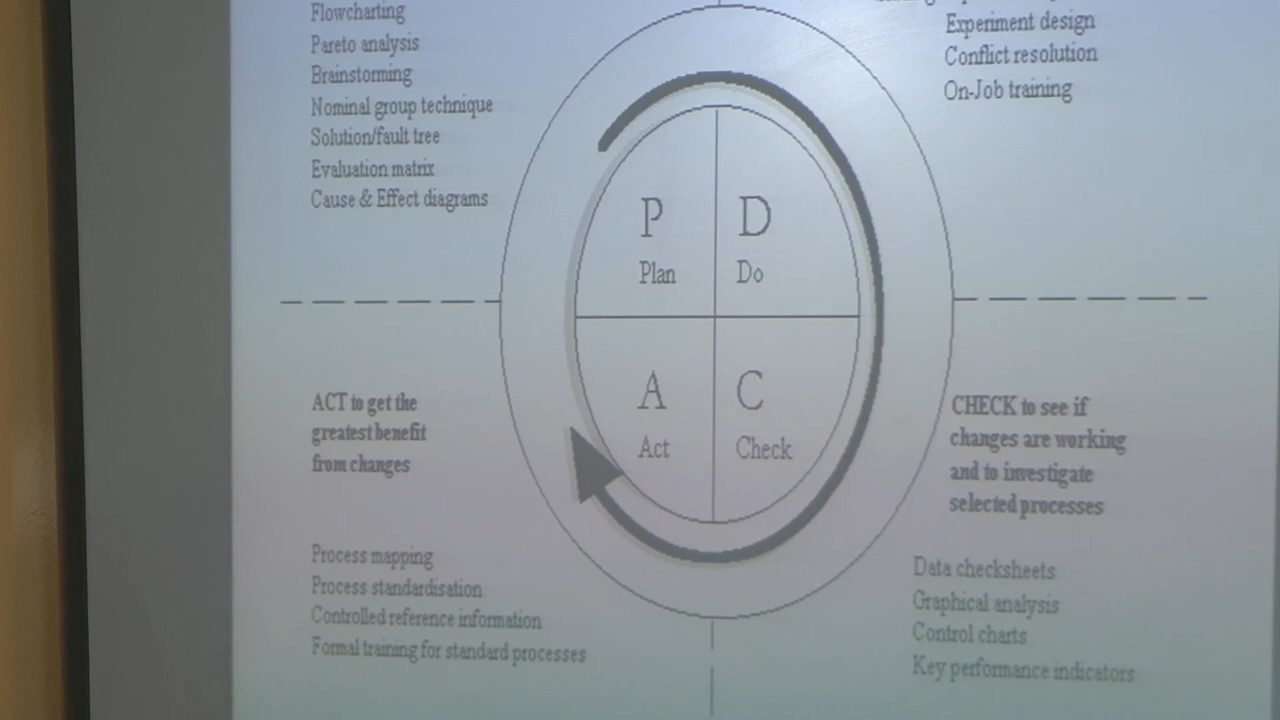 Flowcharting
Pareto analysis
Brainstorming
Nominal group technique
Solution/fault tree
Evaluation matrix
Cause & Effect diagrams
Experiment design
Conflict resolution
On-Job training
P
Plan
D
Do
A
Act
C
Check
ACT to get the
greatest benefit
from changes
CHECK to see if
changes are working
and to investigate
selected processes
Process mapping
Process standardisation
Controlled reference information
Formal training for standard processes
Data checksheets
Graphical analysis
Control charts
Key performance indicators